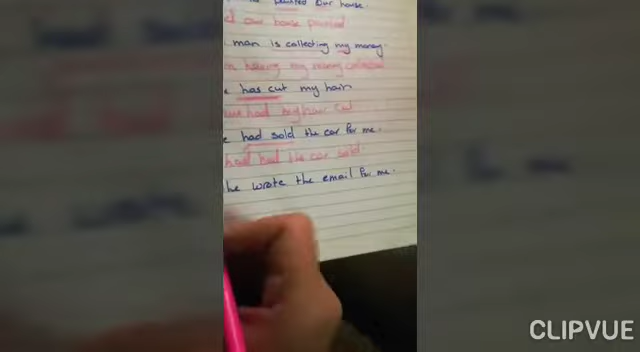 painted our house.
our house painted
man is collecting my money
having my money collected
has cut my hair.
had my hair cut
had sold the car for me.
had had the car sold.
he wrote the email for me.
CLIPVUE